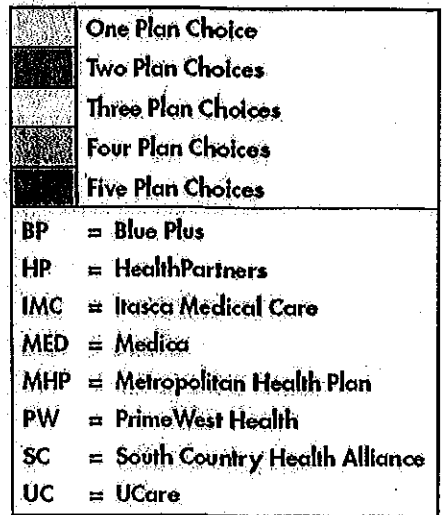 One Plan Choice
Two Plan Choices
Three Plan Choices
Four Plan Choices
Five Plan Choices
BP = Blue Plus
HP = HealthPartners
IMC = Itasca Medical Care
MED = Medica
MHP = Metropolitan Health Plan
PW = PrimeWest Health
SC = South Country Health Alliance
UC = UCare